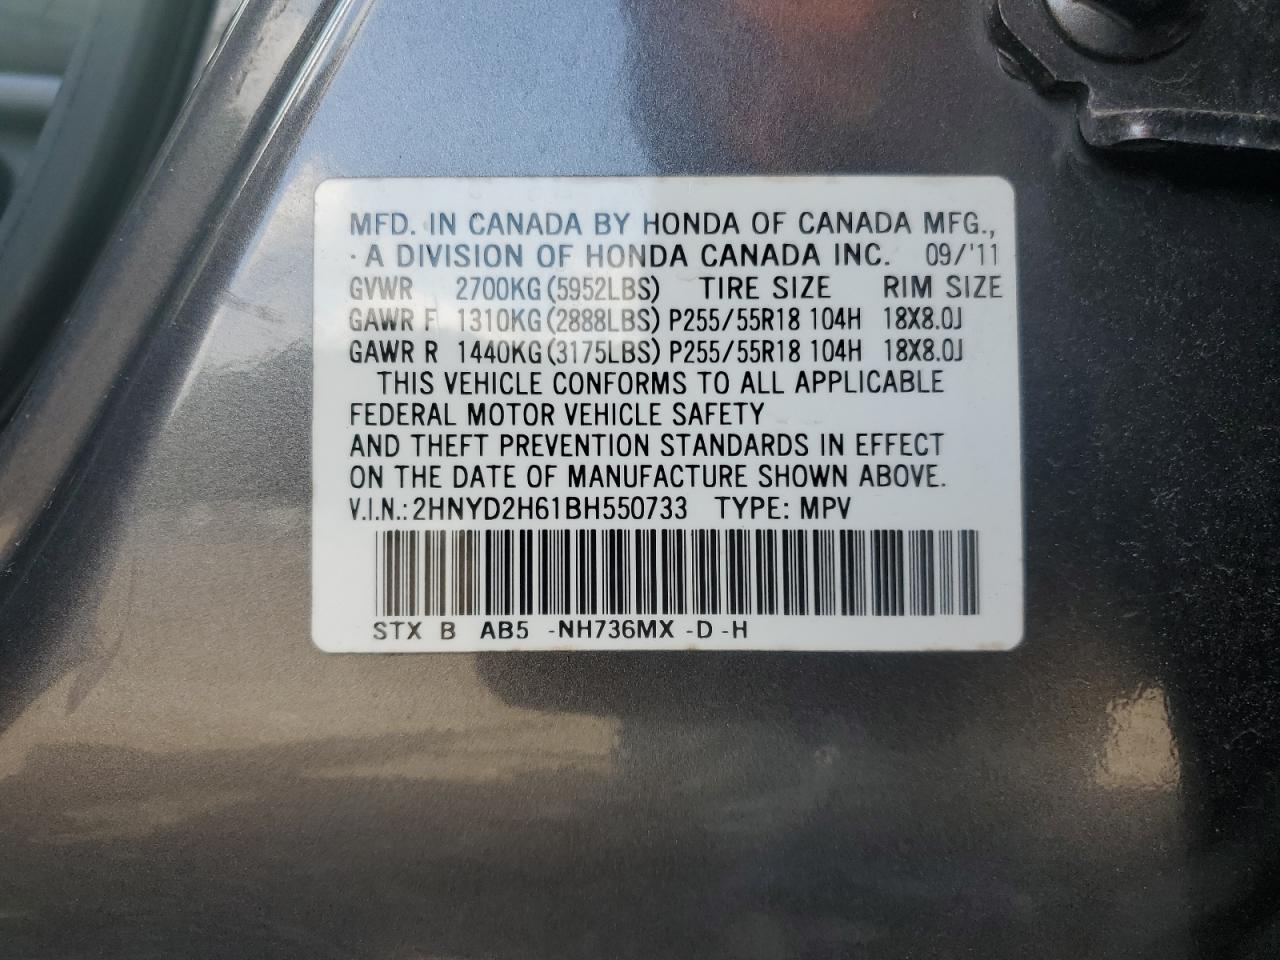 MFD. IN CANADA BY HONDA OF CANADA MFG.,
·A DIVISION OF HONDA CANADA INC. 09/'11
GVWR 2700KG(5952LBS) TIRE SIZE RIM SIZE
GAWR F 1310KG(2888LBS) P255/55R18 104H 18X8.0J
GAWR R 1440KG(3175LBS) P255/55R18 104H 18X8.0J
THIS VEHICLE CONFORMS TO ALL APPLICABLE
FEDERAL MOTOR VEHICLE SAFETY
AND THEFT PREVENTION STANDARDS IN EFFECT
ON THE DATE OF MANUFACTURE SHOWN ABOVE.
V.I.N.: 2HNYD2H61BH550733 TYPE: MPV
STX B AB5 -NH736MX -D -H